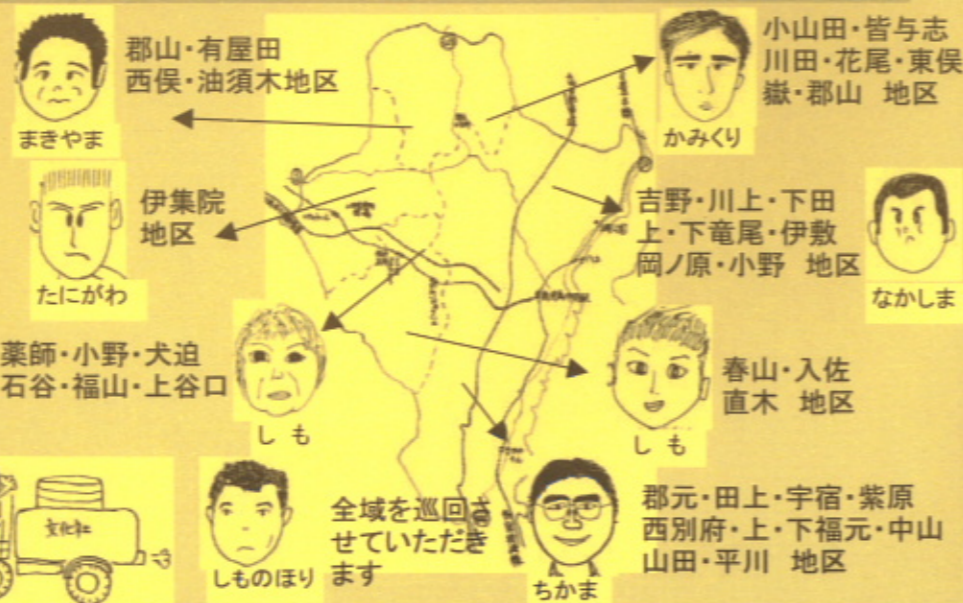 郡山・有屋田
西俣・油須木地区
まきやま
小山田・皆与志
川田・花尾・東俣
嶽・郡山 地区
かみくり
伊集院
地区
たにがわ
吉野・川上・下田
上・下竜尾・伊敷
岡ノ原・小野 地区
なかしま
薬師・小野・犬迫
石谷・福山・上谷口
しも
春山・入佐
直木 地区
しも
文化社
しものほり
全域を巡回さ
せていただき
ます
ちかま
郡元・田上・宇宿・紫原
西別府・上・下福元・中山
山田・平川 地区